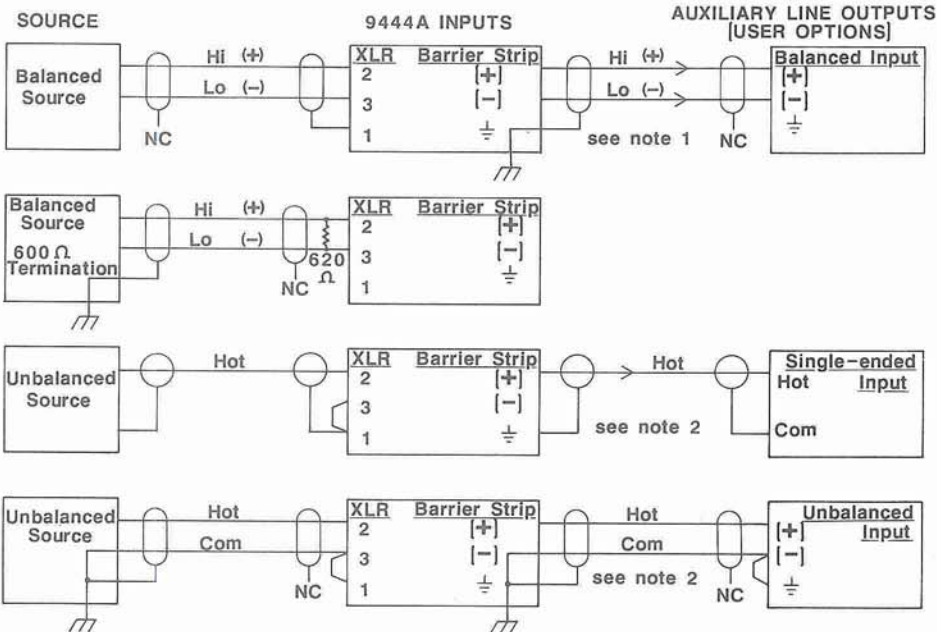 SOURCE
9444A INPUTS
AUXILIARY LINE OUTPUTS
[USER OPTIONS]
Balanced
Source
Hi (+)
Lo (-)
NC
XLR Barrier Strip
2 [+]
3 [-]
1
Hi (+)
Lo (-)
see note 1
NC
Balanced Input
[+]
[-]
Balanced
Source
600 Ω
Termination
Hi (+)
Lo (-)
NC
620
Ω
XLR Barrier Strip
2 [+]
3 [-]
1
Unbalanced
Source
Hot
XLR Barrier Strip
2 [+]
3 [-]
1
Hot
see note 2
Single-ended
Hot Input
Com
Unbalanced
Source
Hot
Com
NC
XLR Barrier Strip
2 [+]
3 [-]
1
Hot
Com
see note 2
NC
Unbalanced
[+] Input
[-]